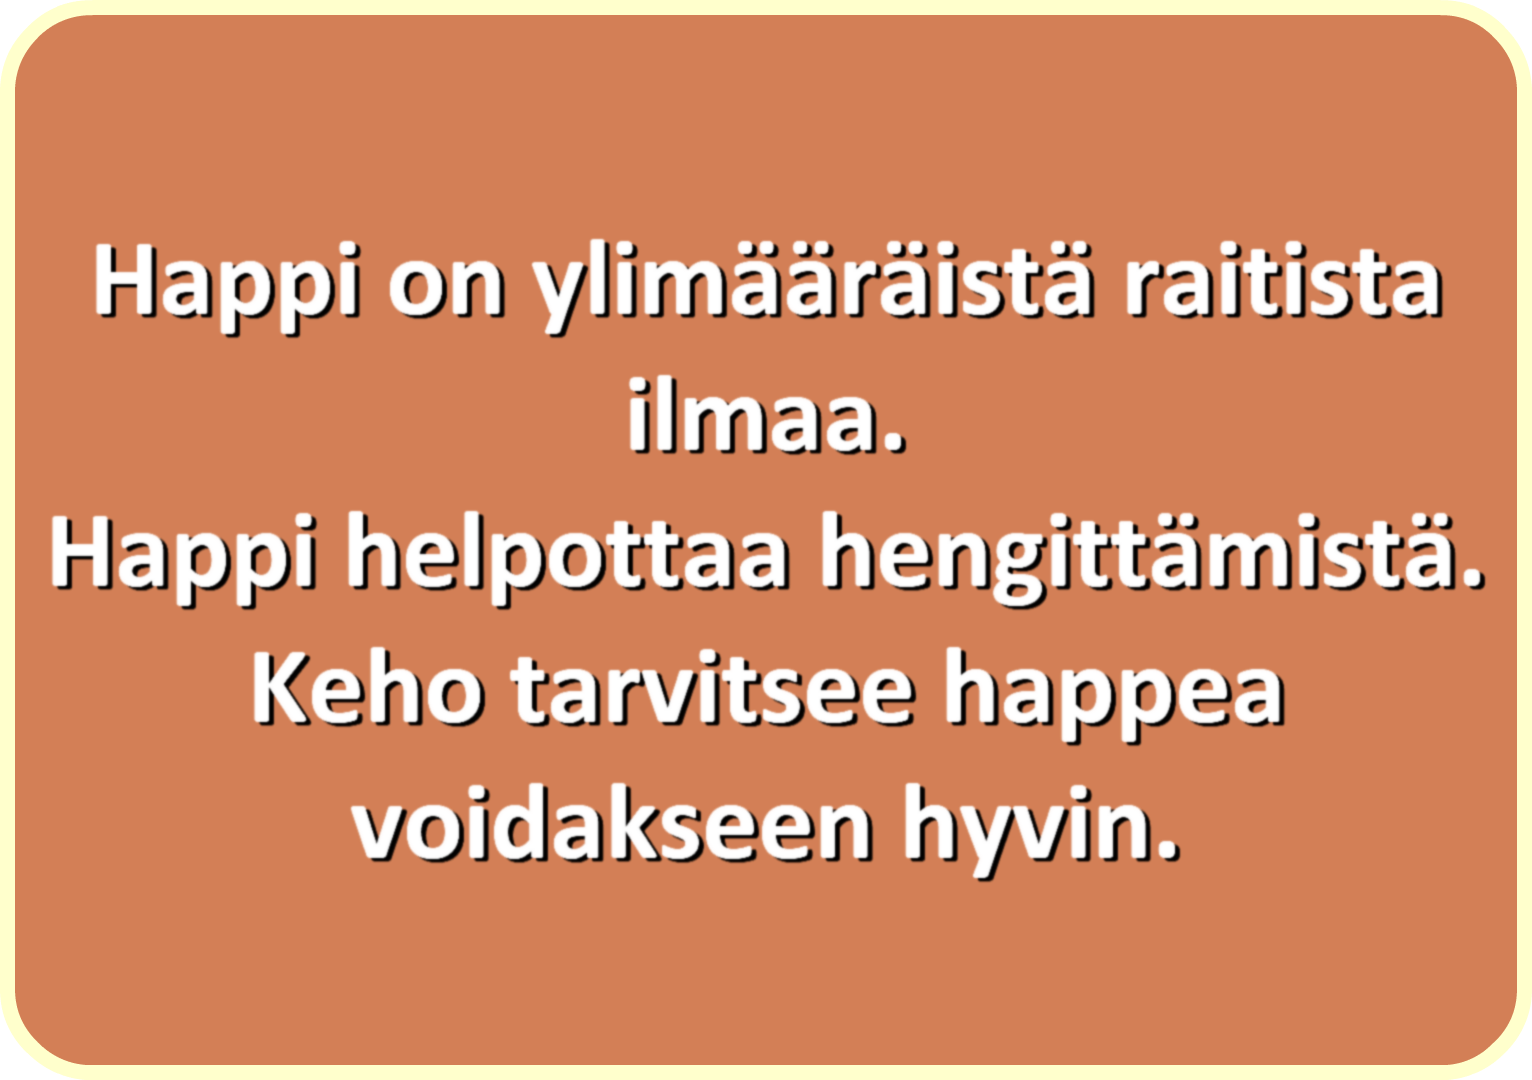 Happi on ylimääräistä raitista
ilmaa.
Happi helpottaa hengittämistä.
Keho tarvitsee happea
voidakseen hyvin.